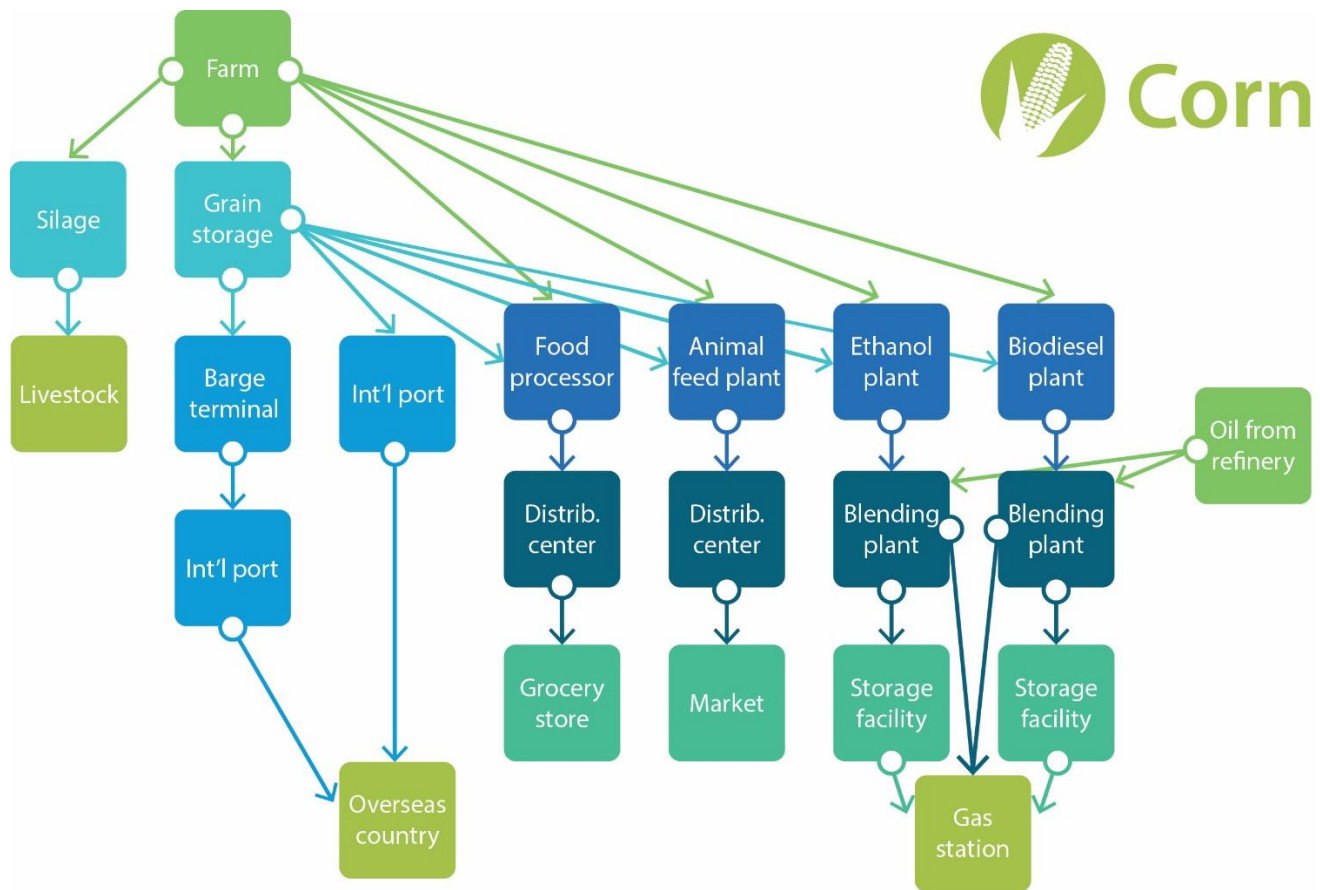 Corn
Farm
Silage
Grain
storage
Livestock
Barge
terminal
Int'l port
Food
processor
Animal
feed plant
Ethanol
plant
Biodiesel
plant
Oil from
refinery
Int'l port
Distrib.
center
Distrib.
center
Blending
plant
Blending
plant
Grocery
store
Market
Storage
facility
Storage
facility
Overseas
country
Gas
station